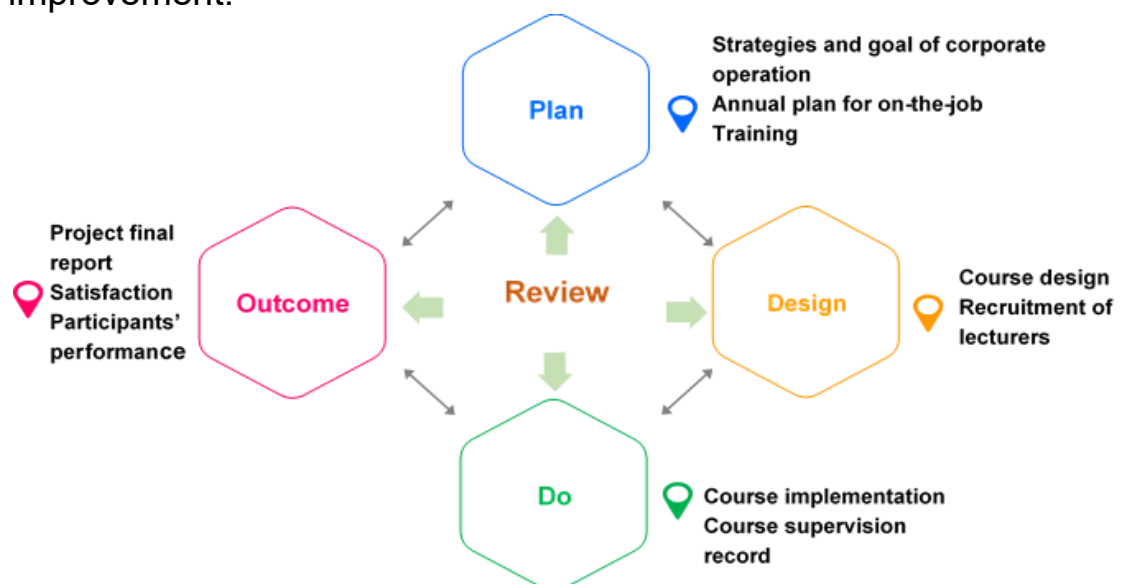 improvement.
Plan
Strategies and goal of corporate
operation
Annual plan for on-the-job
Training
Project final
report
Satisfaction
Participants’
performance
Outcome
Review
Design
Course design
Recruitment of
lecturers
Do
Course implementation
Course supervision
record